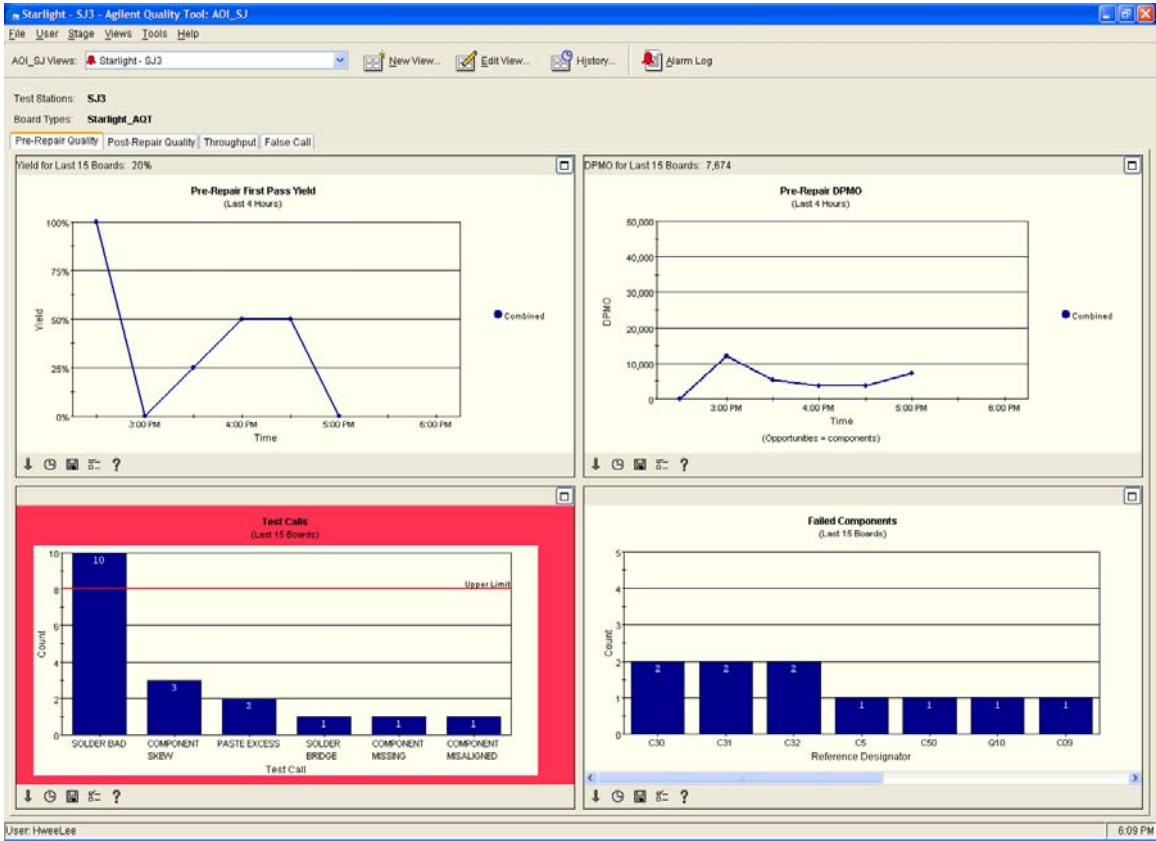 Starlight - SJ3 - Agilent Quality Tool: AOI_SJ
File User Stage Views Tools Help
AOI_SJ Views: Starlight - SJ3 New View... Edit View... History... Alarm Log
Test Stations: SJ3
Board Types: Starlight_AQT
Pre-Repair Quality Post-Repair Quality Throughput False Call
Yield for Last 15 Boards: 20%
Pre-Repair First Pass Yield
(Last 4 Hours)
100%
75%
50%
25%
0%
Yield
3:00 PM 4:00 PM 5:00 PM 6:00 PM
Time
Combined
DPMO for Last 15 Boards: 7,674
Pre-Repair DPMO
(Last 4 Hours)
50,000
40,000
30,000
20,000
10,000
0
DPMO
3:00 PM 4:00 PM 5:00 PM 6:00 PM
Time
(Opportunities = components)
Combined
Test Calls
(Last 15 Boards)
10
8
6
4
2
0
Count
Upper Limit
10 3 2 1 1 1
SOLDER BAD COMPONENT SKEW PASTE EXCESS SOLDER BRIDGE COMPONENT MISSING COMPONENT MISALIGNED
Test Call
Failed Components
(Last 15 Boards)
5
4
3
2
1
0
Count
2 2 2 1 1 1 1
C30 C31 C32 C5 C50 Q10 C09
Reference Designator
User: HweeLee
6:09 PM